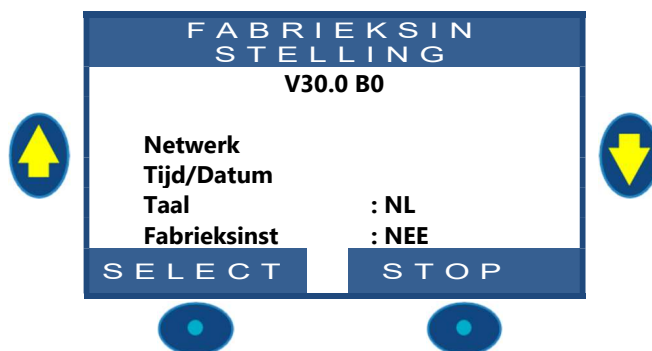 FABRIEKSIN
STELLING
V30.0 B0
Netwerk
Tijd/Datum
Taal : NL
Fabrieksinst : NEE
SELECT STOP